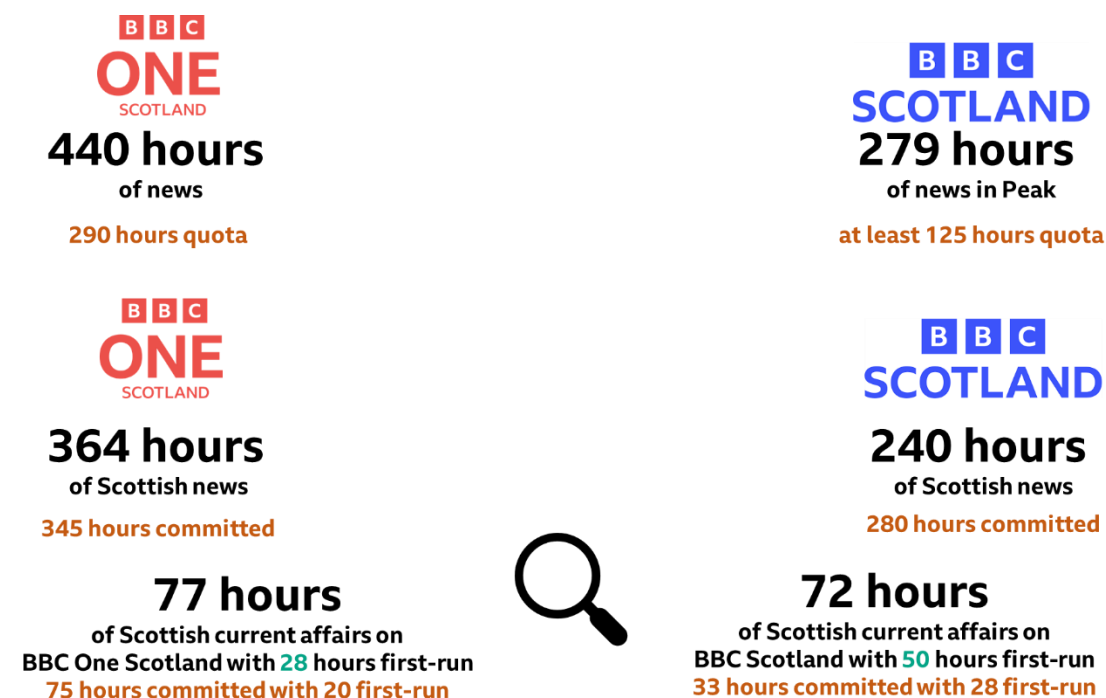 BBC
ONE
SCOTLAND
440 hours
of news
290 hours quota
BBC
SCOTLAND
279 hours
of news in Peak
at least 125 hours quota
BBC
ONE
SCOTLAND
364 hours
of Scottish news
345 hours committed
BBC
SCOTLAND
240 hours
of Scottish news
280 hours committed
77 hours
of Scottish current affairs on
BBC One Scotland with 28 hours first-run
75 hours committed with 20 first-run
72 hours
of Scottish current affairs on
BBC Scotland with 50 hours first-run
33 hours committed with 28 first-run